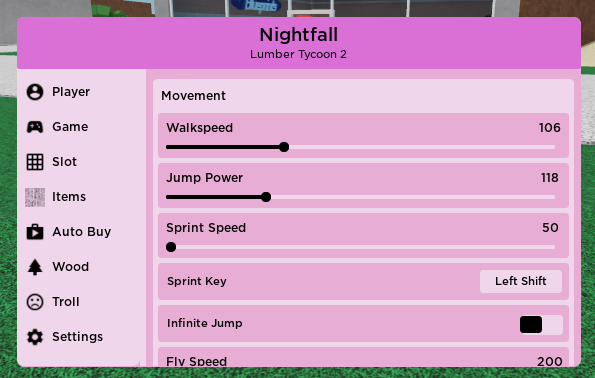 Nightfall
Lumber Tycoon 2
Player
Game
Slot
Items
Auto Buy
Wood
Troll
Settings
Movement
Walkspeed 106
Jump Power 118
Sprint Speed 50
Sprint Key Left Shift
Infinite Jump
Fly Speed 200